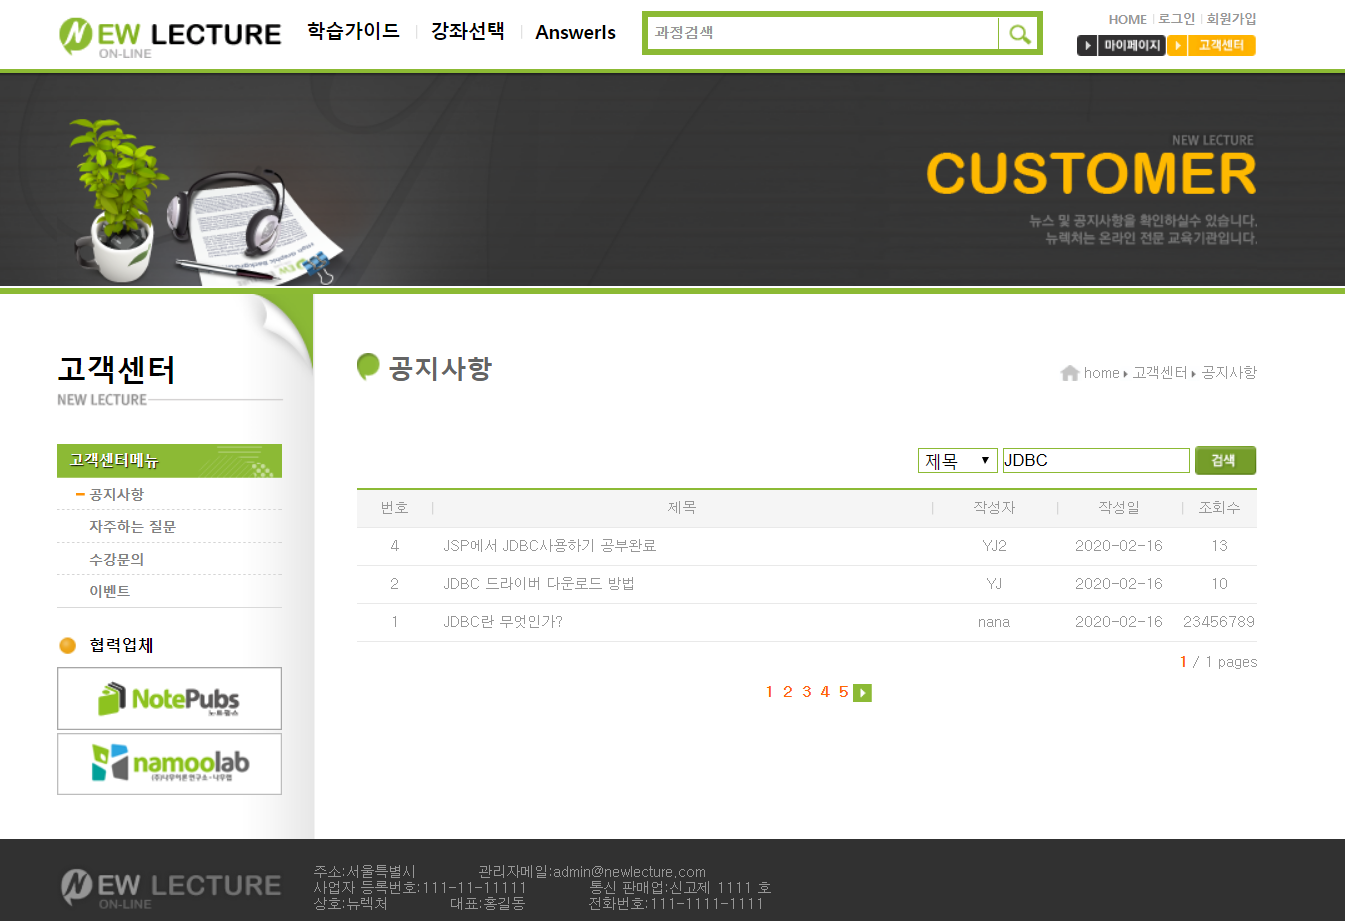 NEW LECTURE
ON-LINE
학습가이드
강좌선택
Answerls
과정검색
HOME
로그인
회원가입
마이페이지
고객센터
NEW LECTURE
CUSTOMER
뉴스 및 공지사항을 확인하실수 있습니다.
뉴렉처는 온라인 전문 교육기관입니다.
고객센터
NEW LECTURE
고객센터메뉴
공지사항
자주하는 질문
수강문의
이벤트
협력업체
NotePubs
노트펍스
namoolab
공지사항
home 고객센터 공지사항
제목 ▼ JDBC 검색
번호 제목 작성자 작성일 조회수
4 JSP에서 JDBC사용하기 공부완료 YJ2 2020-02-16 13
2 JDBC 드라이버 다운로드 방법 YJ 2020-02-16 10
1 JDBC란 무엇인가? nana 2020-02-16 23456789
1 / 1 pages
1 2 3 4 5
NEW LECTURE
ON-LINE
주소:서울특별시 관리자메일:admin@newlecture.com
사업자 등록번호:111-11-11111 통신 판매업:신고제 1111 호
상호:뉴렉처 대표:홍길동 전화번호:111-1111-1111